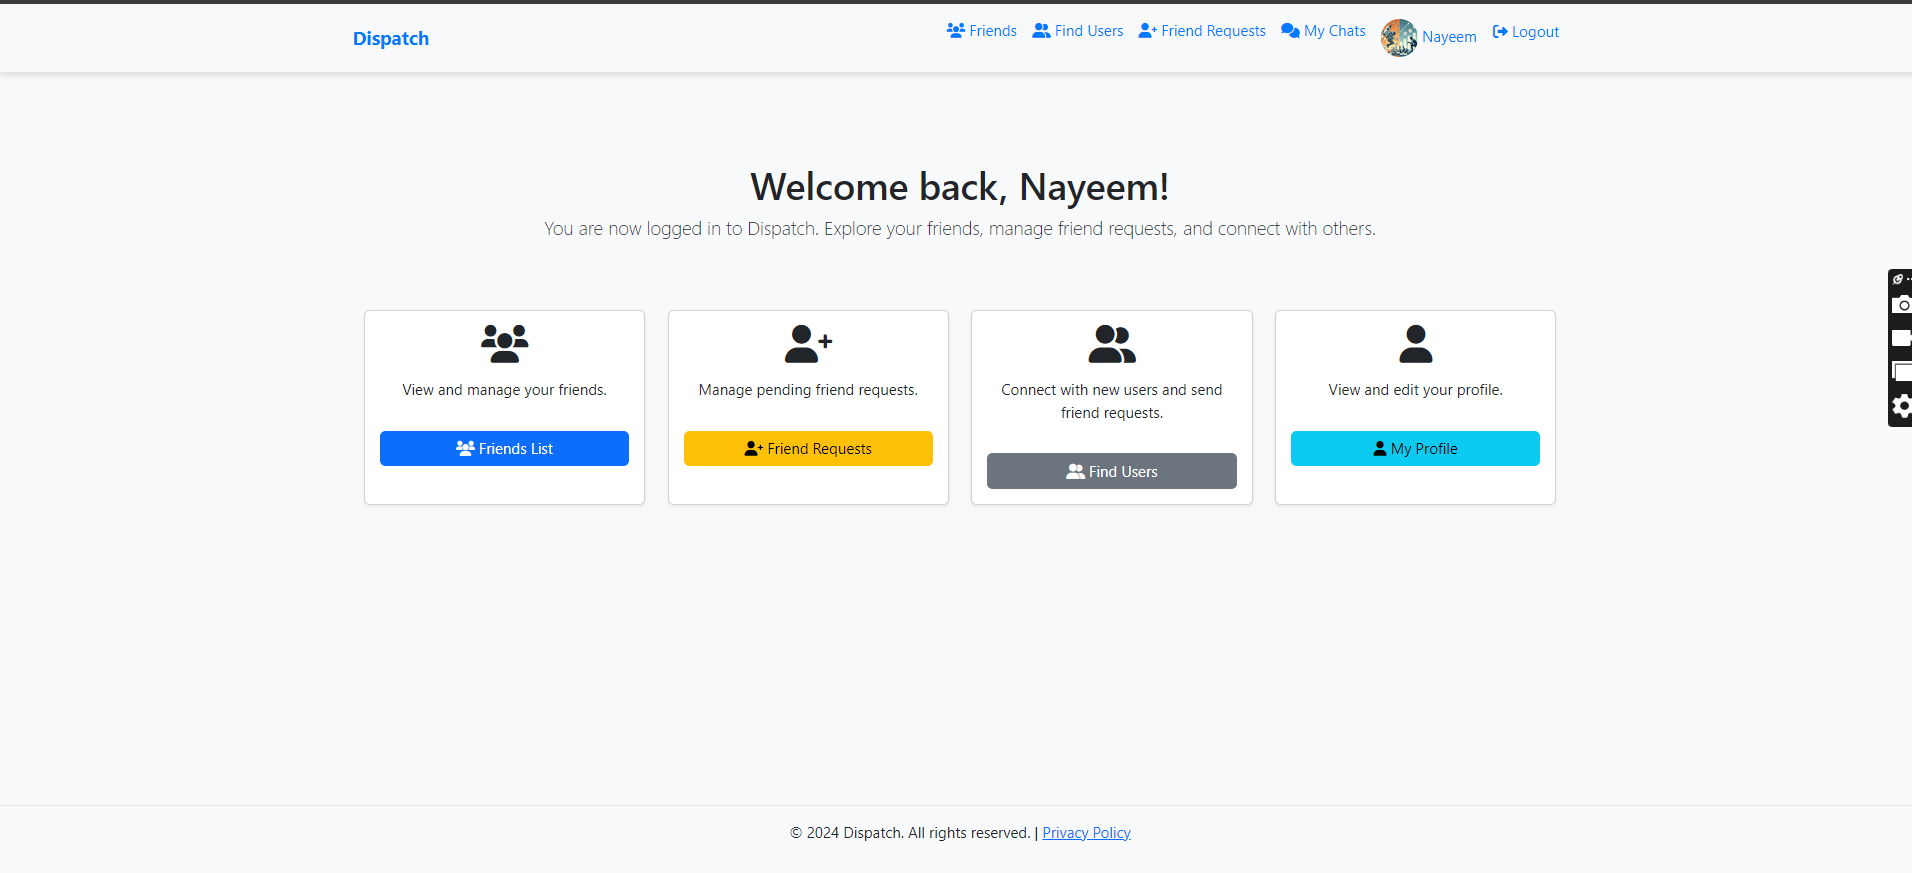 Dispatch
Friends
Find Users
Friend Requests
My Chats
Nayeem
Logout
Welcome back, Nayeem!
You are now logged in to Dispatch. Explore your friends, manage friend requests, and connect with others.
View and manage your friends.
Friends List
Manage pending friend requests.
Friend Requests
Connect with new users and send
friend requests.
Find Users
View and edit your profile.
My Profile
© 2024 Dispatch. All rights reserved. | Privacy Policy